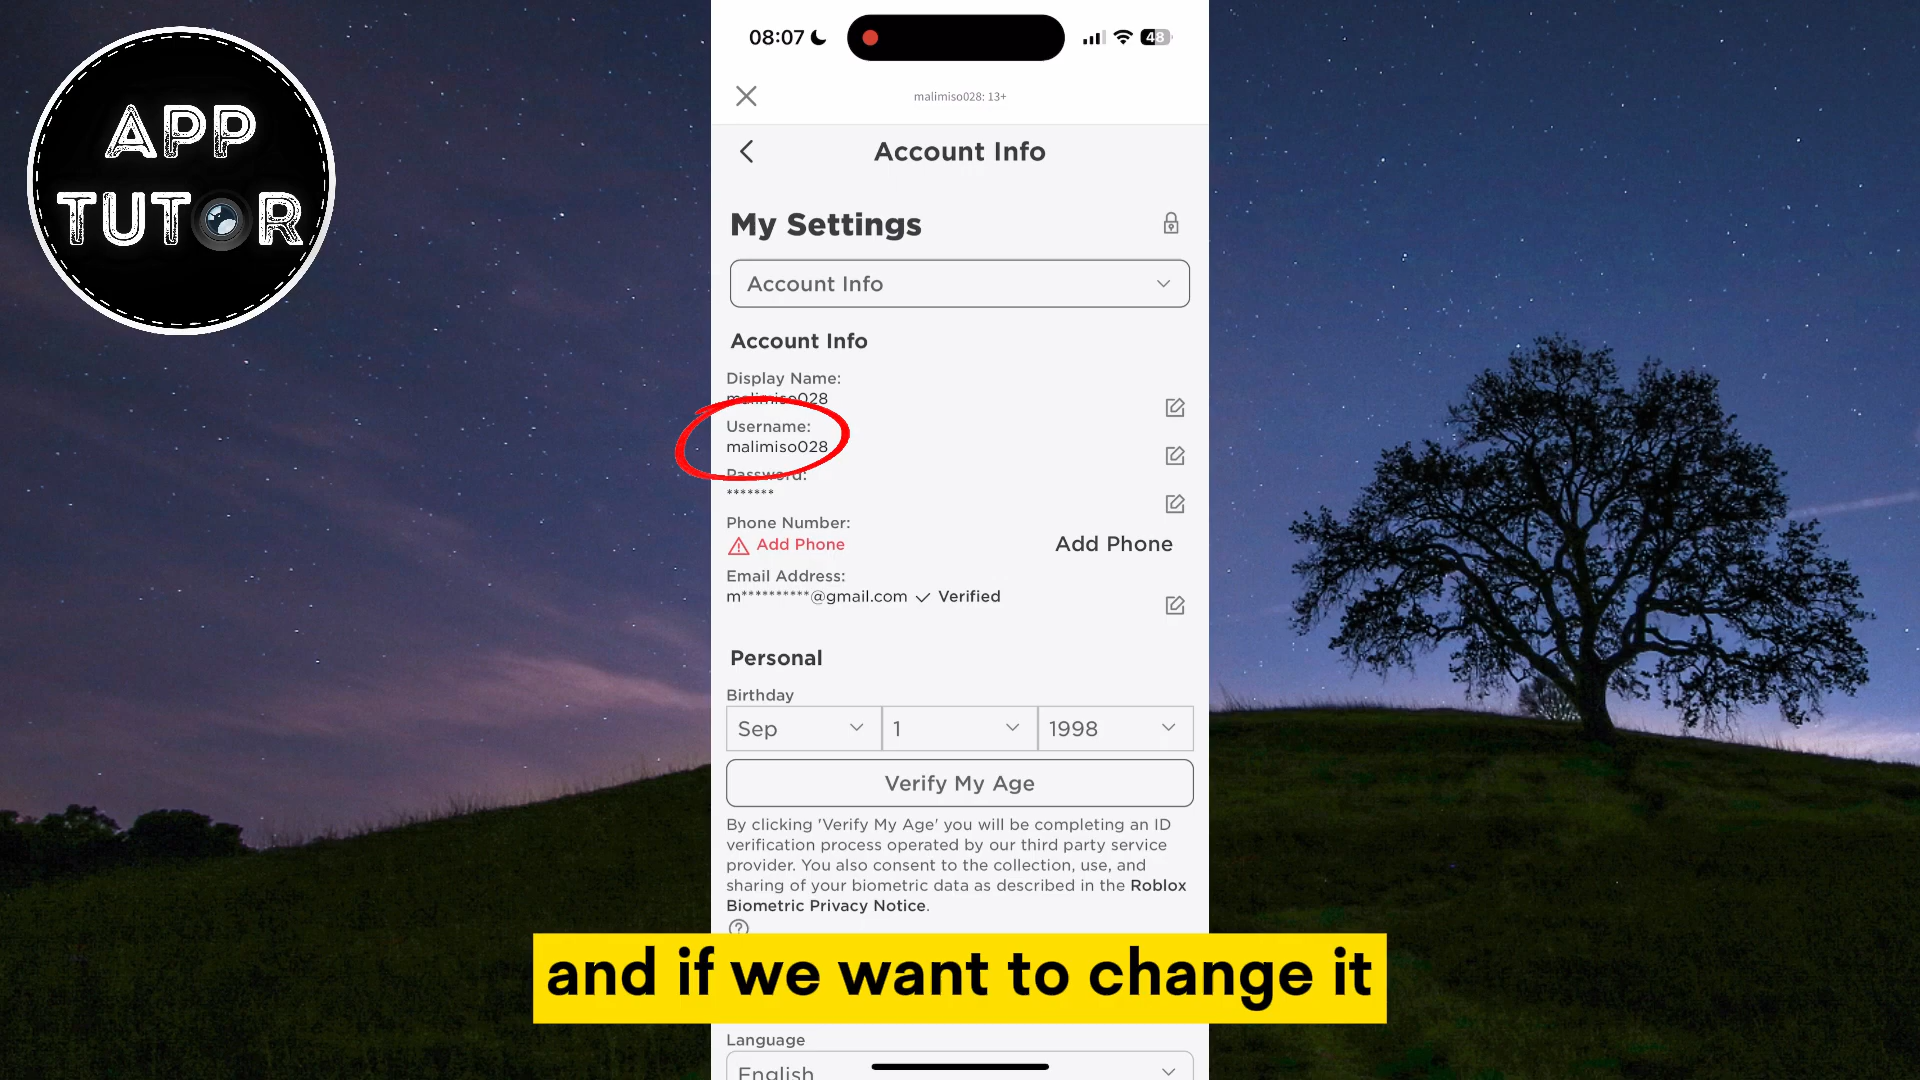 APP
TUTOR
08:07
48
malimiso028: 13+
Account Info
My Settings
Account Info
Account Info
Display Name:
malimiso028
Username:
malimiso028
Password:
*******
Phone Number:
Add Phone
Add Phone
Email Address:
m**********@gmail.com Verified
Personal
Birthday
Sep 1 1998
Verify My Age
By clicking 'Verify My Age' you will be completing an ID
verification process operated by our third party service
provider. You also consent to the collection, use, and
sharing of your biometric data as described in the Roblox
Biometric Privacy Notice.
and if we want to change it
Language
English